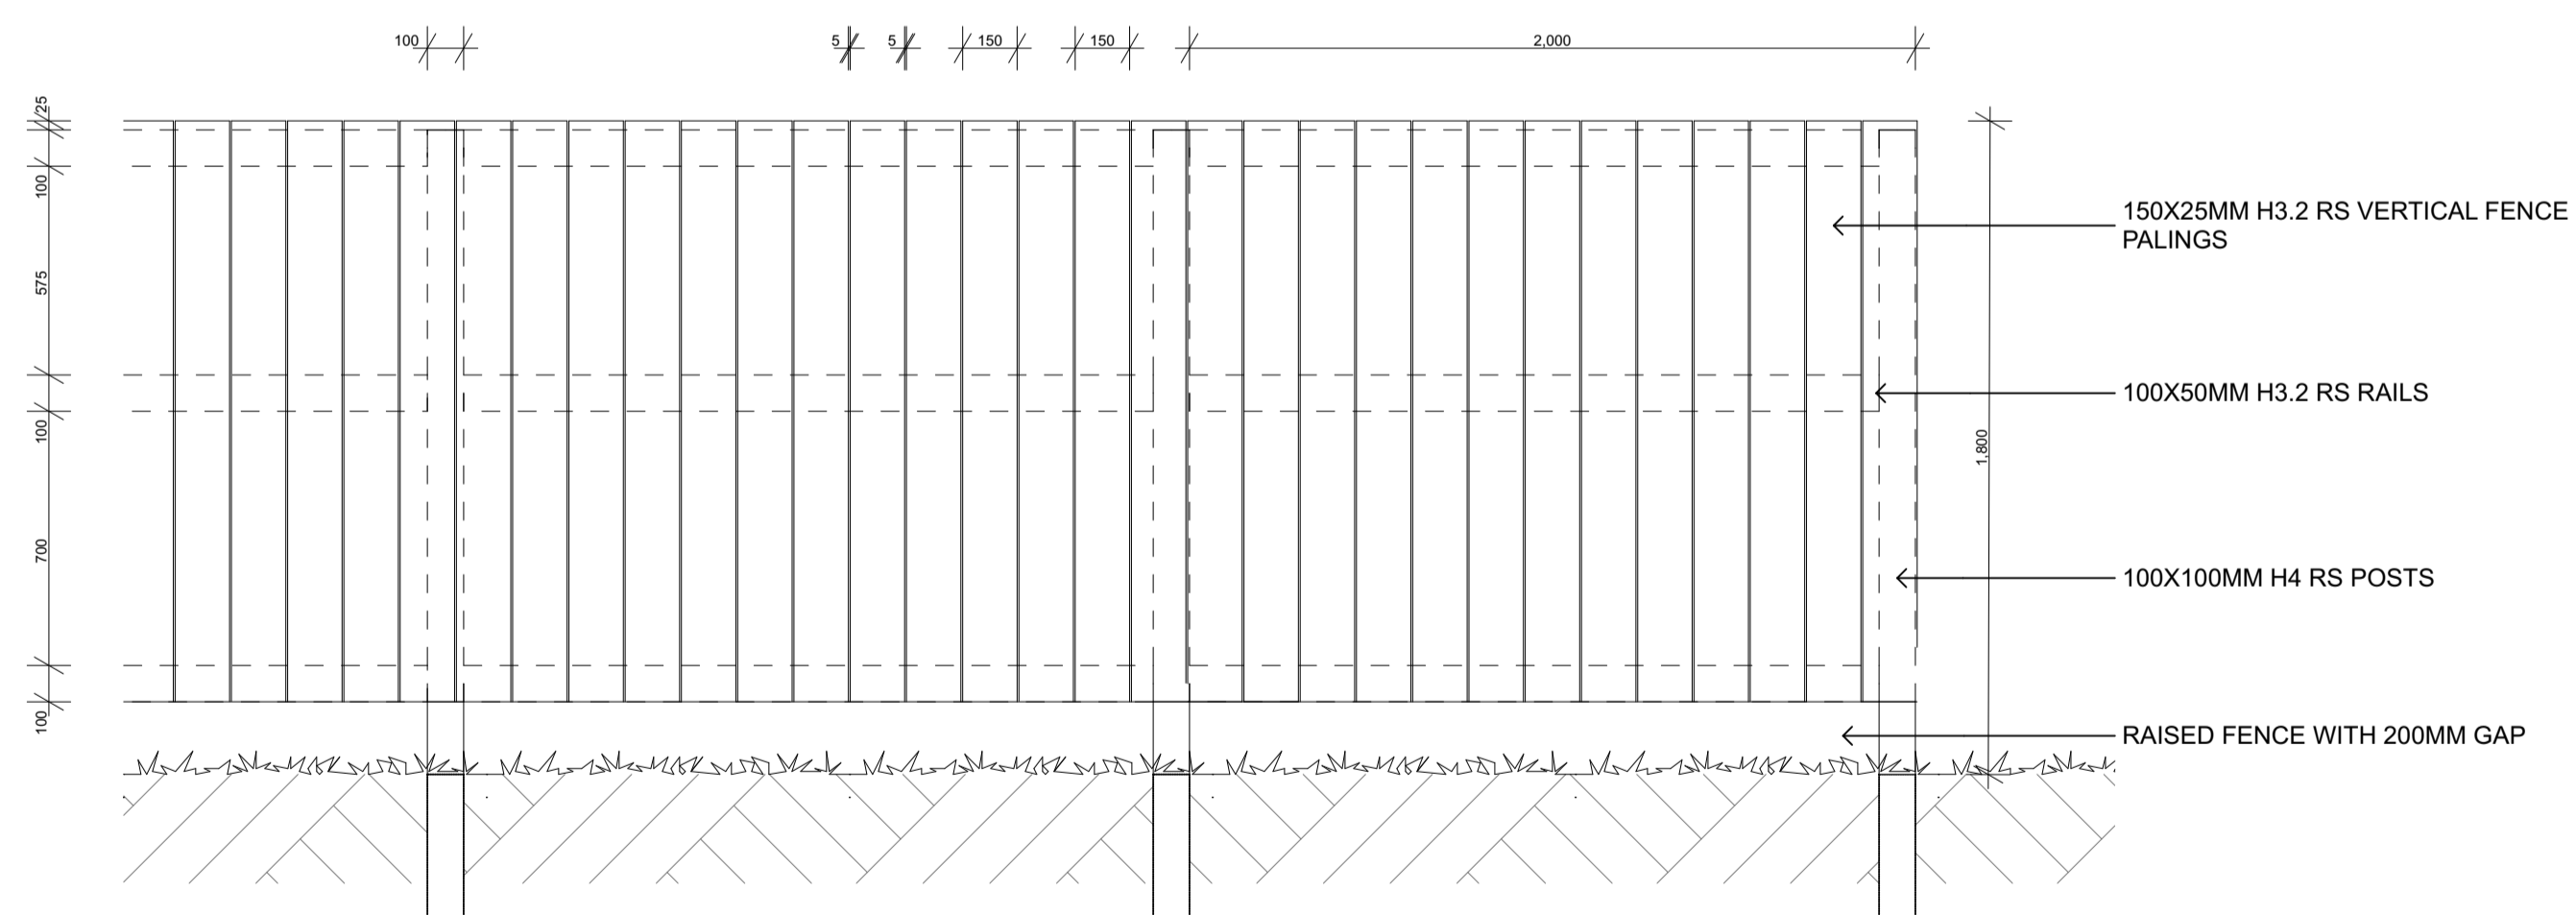 100
5
5
150
150
2,000
25
100
575
100
700
100
1,800
150X25MM H3.2 RS VERTICAL FENCE
PALINGS
100X50MM H3.2 RS RAILS
100X100MM H4 RS POSTS
RAISED FENCE WITH 200MM GAP